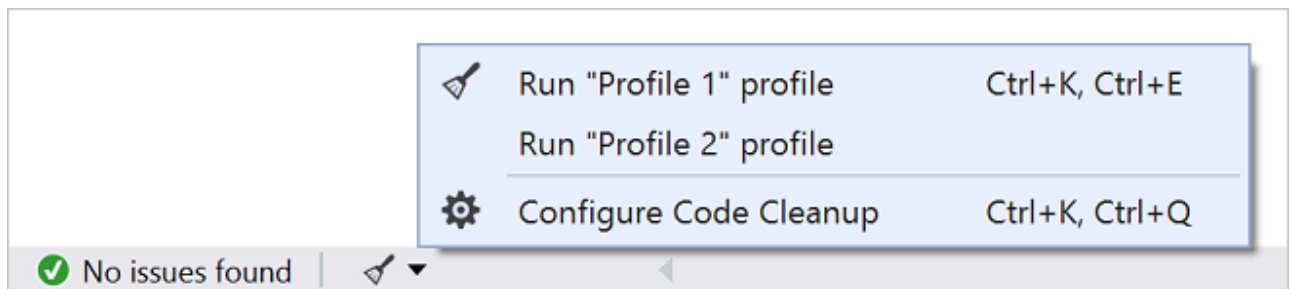 Run "Profile 1" profile Ctrl+K, Ctrl+E
Run "Profile 2" profile
Configure Code Cleanup Ctrl+K, Ctrl+Q
No issues found